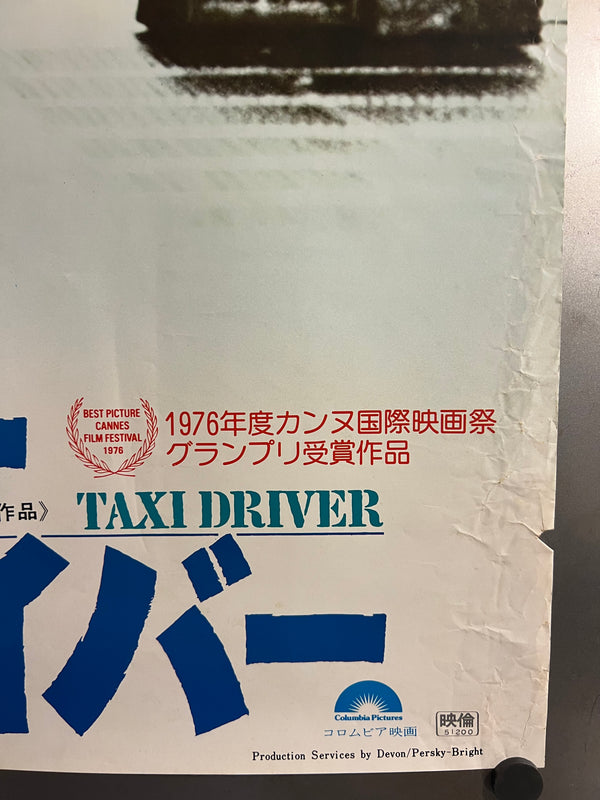 BEST PICTURE
CANNES
FILM FESTIVAL
1976
1976年度カンヌ国際映画祭
グランプリ受賞作品
作品》
TAXI DRIVER
イバー
Columbia Pictures
コロムビア映画
映倫
51200
Production Services by Devon/Persky-Bright